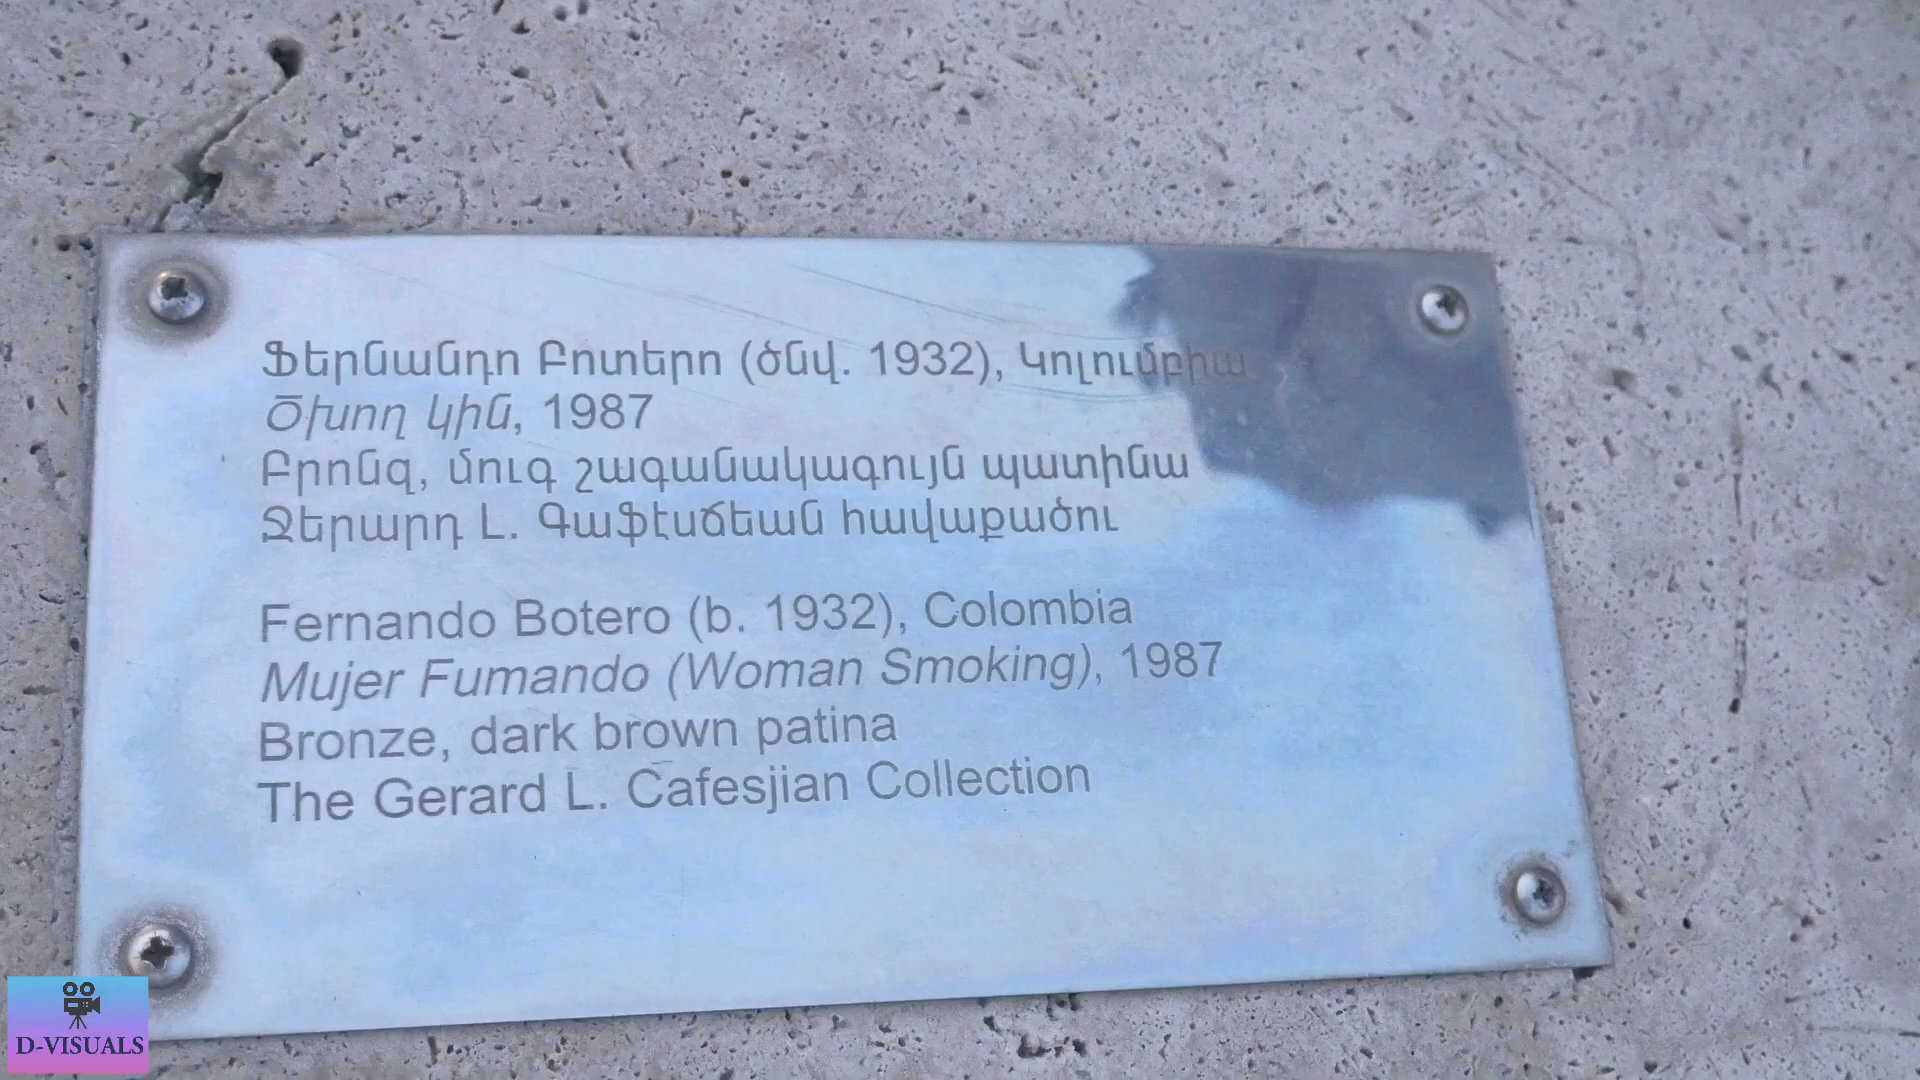 Ֆերնանդո Բոտերո (ծնվ. 1932), Կոլումբիա
Ծխող կին, 1987
Բրոնզ, մուգ շագանակագույն պատինա
Ջերարդ Լ. Գաֆէսճեան հավաքածու
Fernando Botero (b. 1932), Colombia
Mujer Fumando (Woman Smoking), 1987
Bronze, dark brown patina
The Gerard L. Cafesjian Collection
D-VISUALS